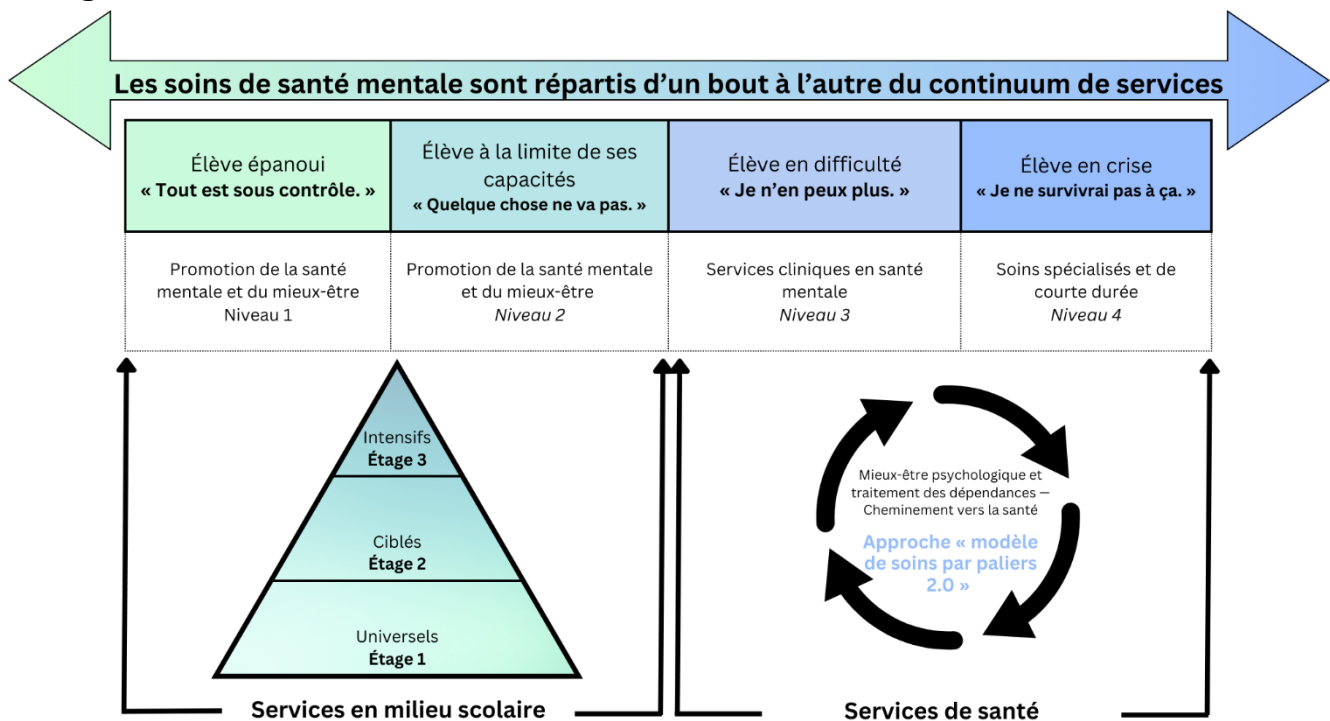 Les soins de santé mentale sont répartis d’un bout à l’autre du continuum de services
Élève épanoui
« Tout est sous contrôle. »
Élève à la limite de ses
capacités
« Quelque chose ne va pas. »
Élève en difficulté
« Je n’en peux plus. »
Élève en crise
« Je ne survivrai pas à ça. »
Promotion de la santé
mentale et du mieux-être
Niveau 1
Promotion de la santé mentale
et du mieux-être
Niveau 2
Services cliniques en santé
mentale
Niveau 3
Soins spécialisés et de
courte durée
Niveau 4
Intensifs
Étage 3
Ciblés
Étage 2
Universels
Étage 1
Services en milieu scolaire
Mieux-être psychologique et
traitement des dépendances —
Cheminement vers la santé
Approche « modèle
de soins par paliers
2.0 »
Services de santé